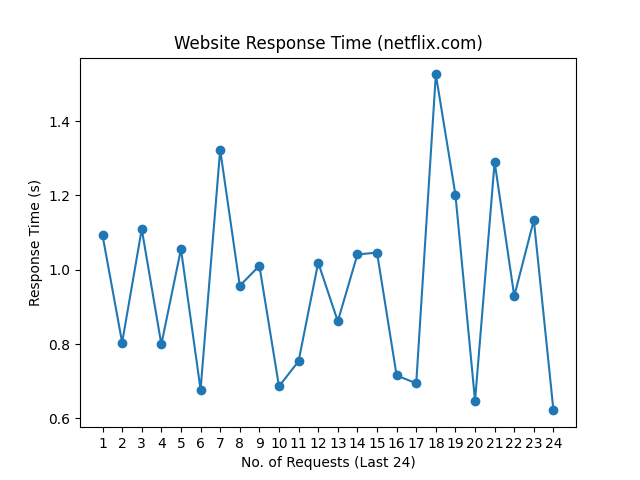 Website Response Time (netflix.com)
Response Time (s)
1.4
1.2
1.0
0.8
0.6
1 2 3 4 5 6 7 8 9 10 11 12 13 14 15 16 17 18 19 20 21 22 23 24
No. of Requests (Last 24)